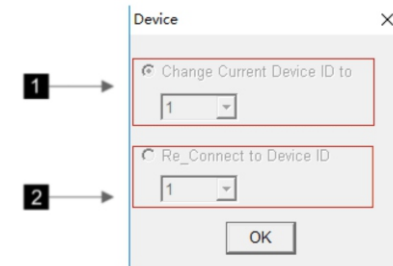 Device
1
Change Current Device ID to
1
Re_Connect to Device ID
2
1
OK